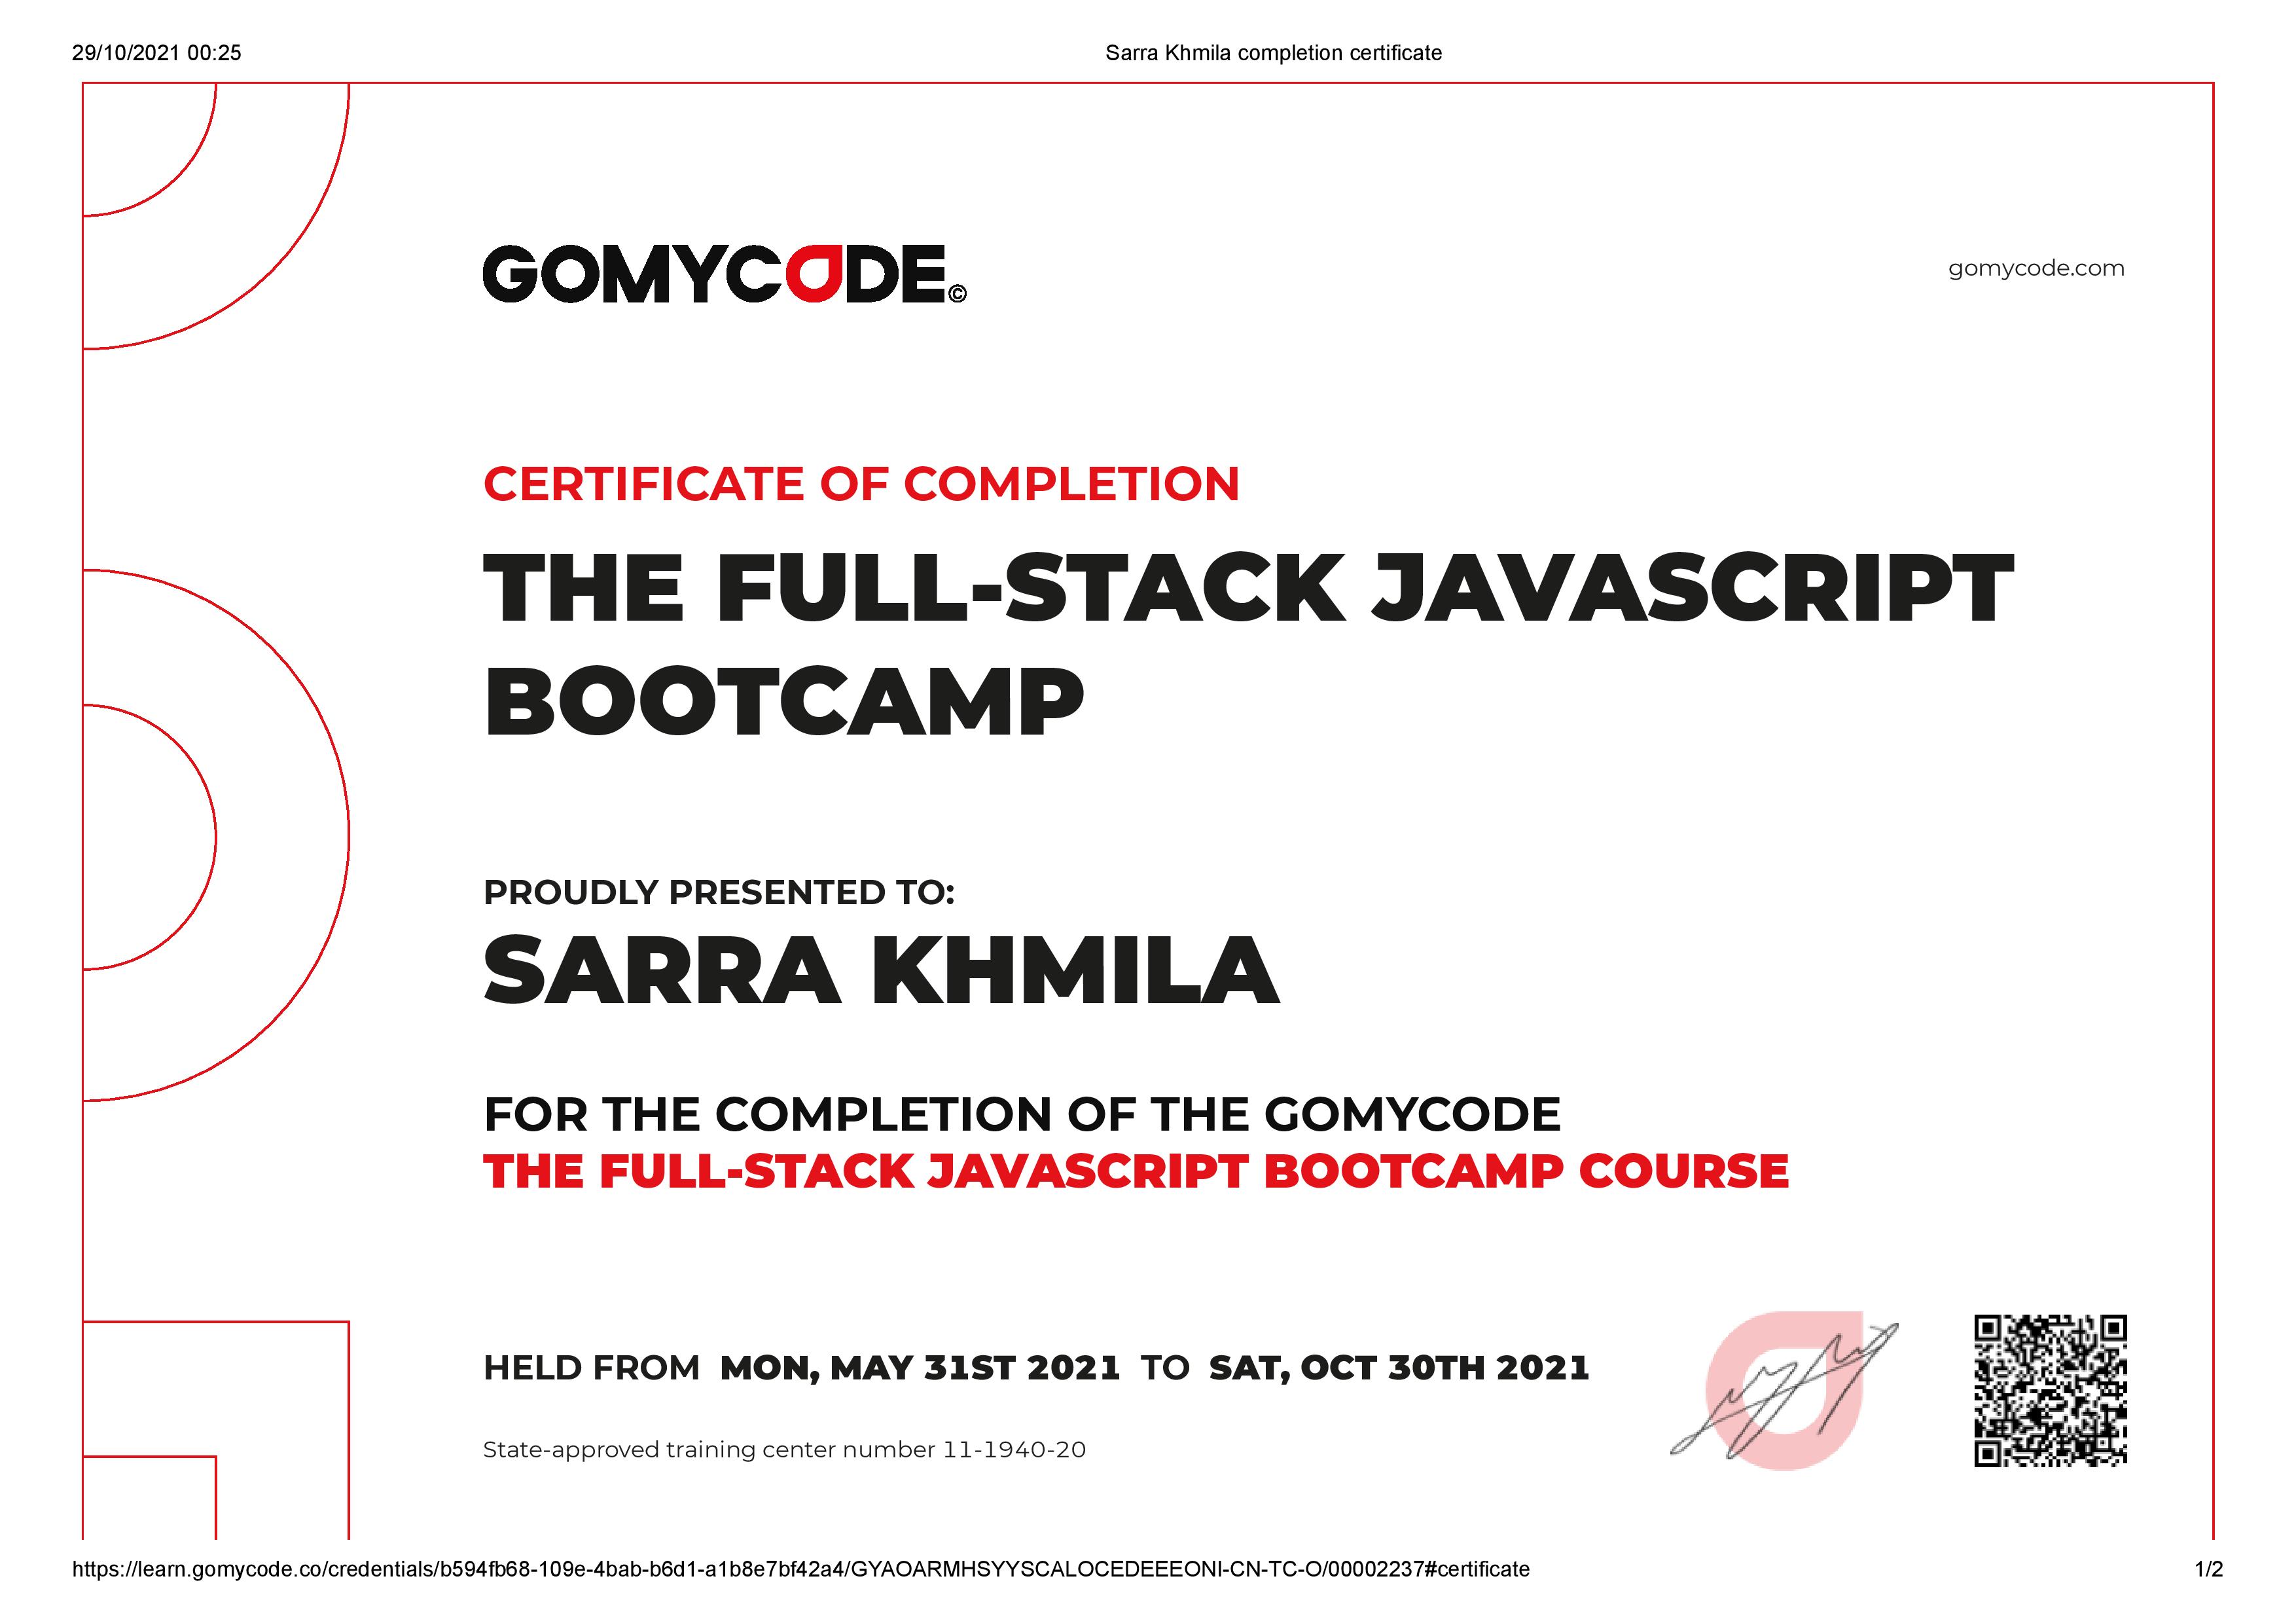 29/10/2021 00:25
Sarra Khmila completion certificate
GOMYCODE©
gomycode.com
CERTIFICATE OF COMPLETION
THE FULL-STACK JAVASCRIPT
BOOTCAMP
PROUDLY PRESENTED TO:
SARRA KHMILA
FOR THE COMPLETION OF THE GOMYCODE
THE FULL-STACK JAVASCRIPT BOOTCAMP COURSE
HELD FROM MON, MAY 31ST 2021 TO SAT, OCT 30TH 2021
State-approved training center number 11-1940-20
https://learn.gomycode.co/credentials/b594fb68-109e-4bab-b6d1-a1b8e7bf42a4/GYAOARMHSYYSCALOCEDEEEONI-CN-TC-O/00002237#certificate
1/2